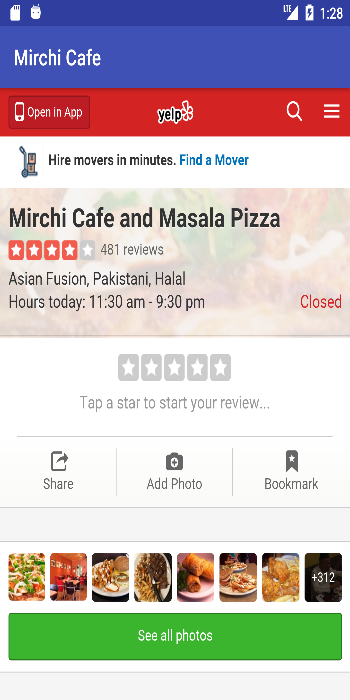 LTE 1:28
Mirchi Cafe
Open in App
yelp
Hire movers in minutes. Find a Mover
Mirchi Cafe and Masala Pizza
481 reviews
Asian Fusion, Pakistani, Halal
Hours today: 11:30 am - 9:30 pm Closed
Tap a star to start your review...
Share Add Photo Bookmark
+312
See all photos